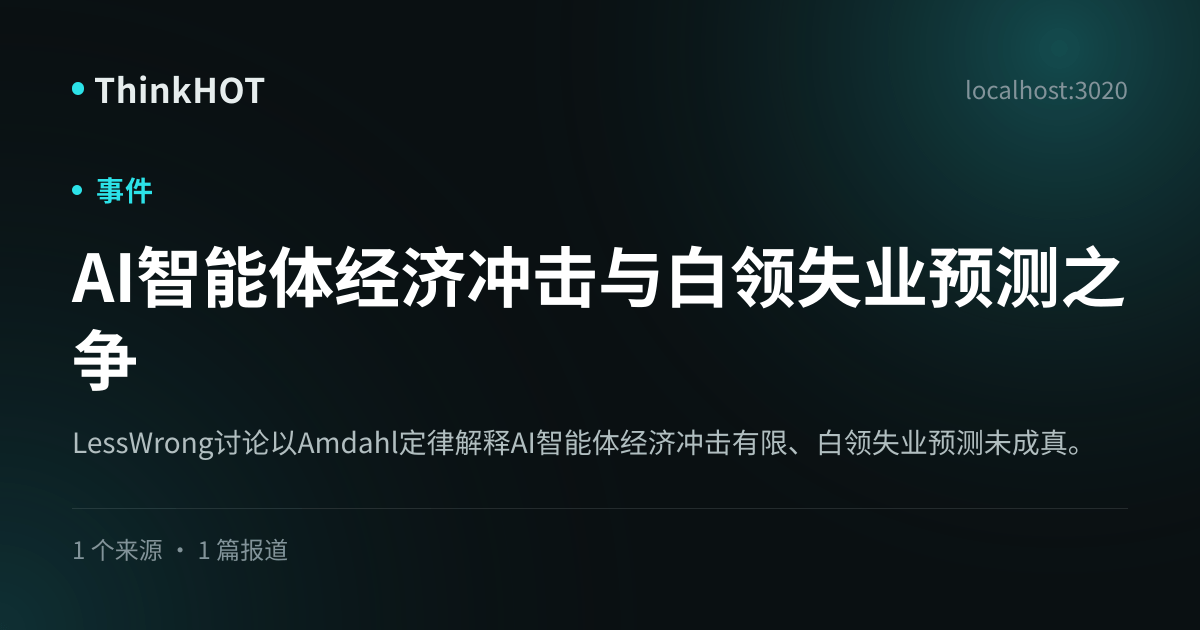 ThinkHOT
localhost:3020
事件
AI智能体经济冲击与白领失业预测之
争
LessWrong讨论以Amdahl定律解释AI智能体经济冲击有限、白领失业预测未成真。
1 个来源 · 1 篇报道